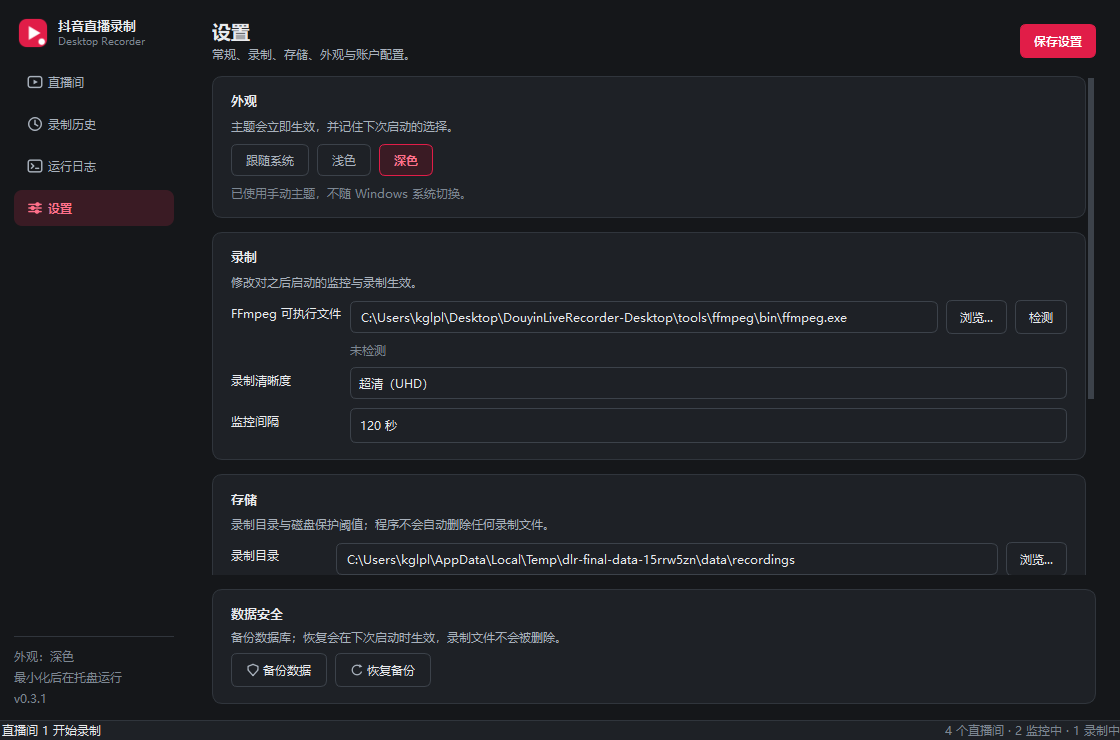 抖音直播录制
Desktop Recorder
直播间
录制历史
运行日志
设置
外观：深色
最小化后在托盘运行
v0.3.1
设置
常规、录制、存储、外观与账户配置。
保存设置
外观
主题会立即生效，并记住下次启动的选择。
跟随系统 浅色 深色
已使用手动主题，不随 Windows 系统切换。
录制
修改对之后启动的监控与录制生效。
FFmpeg 可执行文件 C:\Users\kglpl\Desktop\DouyinLiveRecorder-Desktop\tools\ffmpeg\bin\ffmpeg.exe 浏览... 检测
未检测
录制清晰度 超清（UHD）
监控间隔 120 秒
存储
录制目录与磁盘保护阈值；程序不会自动删除任何录制文件。
录制目录 C:\Users\kglpl\AppData\Local\Temp\dlr-final-data-15rrw5zn\data\recordings 浏览...
数据安全
备份数据库；恢复会在下次启动时生效，录制文件不会被删除。
备份数据 恢复备份
直播间 1 开始录制
4 个直播间 · 2 监控中 · 1 录制中